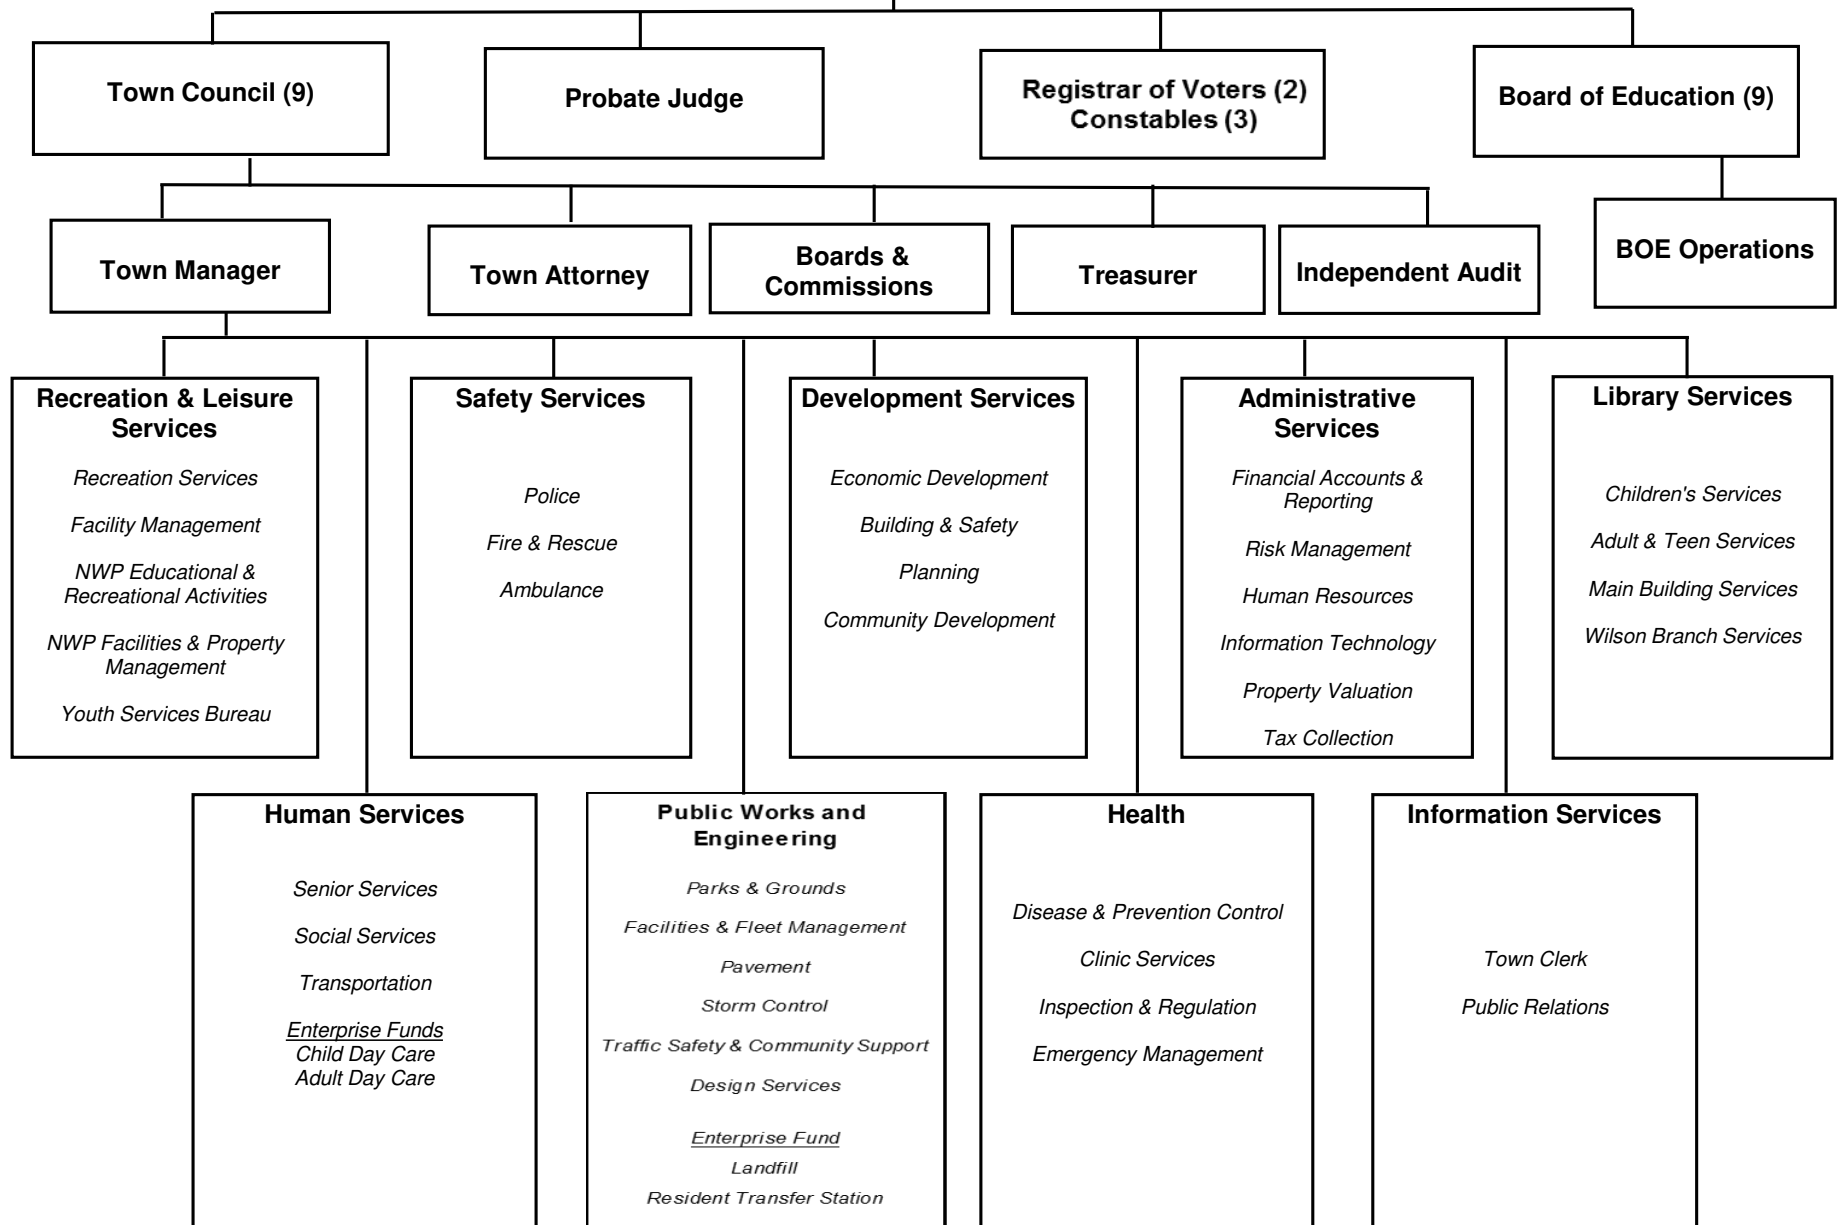 Town Council (9)
Probate Judge
Registrar of Voters (2)
Constables (3)
Board of Education (9)
Town Manager
Town Attorney
Boards &
Commissions
Treasurer
Independent Audit
BOE Operations
Recreation & Leisure
Services
Recreation Services
Facility Management
NWP Educational &
Recreational Activities
NWP Facilities & Property
Management
Youth Services Bureau
Safety Services
Police
Fire & Rescue
Ambulance
Development Services
Economic Development
Building & Safety
Planning
Community Development
Administrative
Services
Financial Accounts &
Reporting
Risk Management
Human Resources
Information Technology
Property Valuation
Tax Collection
Library Services
Children's Services
Adult & Teen Services
Main Building Services
Wilson Branch Services
Human Services
Senior Services
Social Services
Transportation
Enterprise Funds
Child Day Care
Adult Day Care
Public Works and
Engineering
Parks & Grounds
Facilities & Fleet Management
Pavement
Storm Control
Traffic Safety & Community Support
Design Services
Enterprise Fund
Landfill
Resident Transfer Station
Health
Disease & Prevention Control
Clinic Services
Inspection & Regulation
Emergency Management
Information Services
Town Clerk
Public Relations